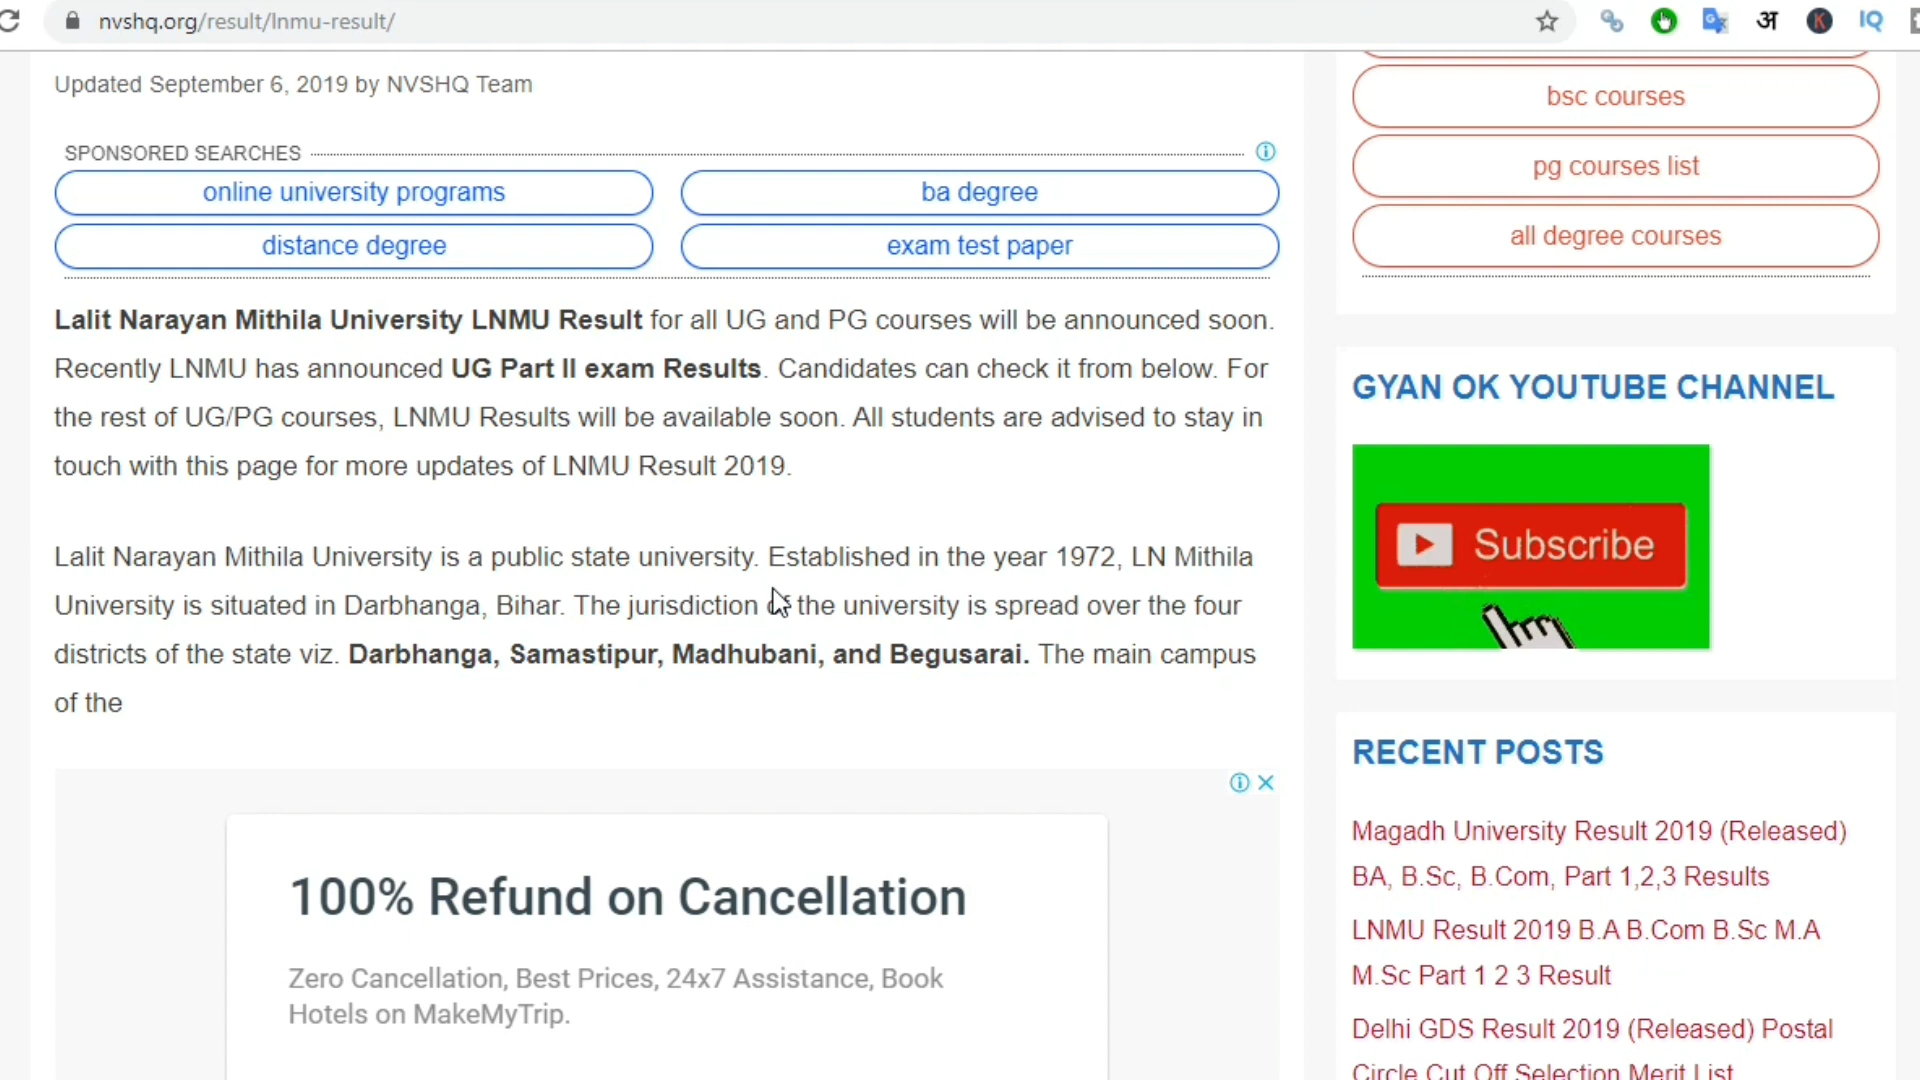 nvshq.org/result/lnmu-result/
अ
K
IQ
Updated September 6, 2019 by NVSHQ Team
SPONSORED SEARCHES
online university programs
ba degree
distance degree
exam test paper
Lalit Narayan Mithila University LNMU Result for all UG and PG courses will be announced soon.
Recently LNMU has announced UG Part II exam Results. Candidates can check it from below. For
the rest of UG/PG courses, LNMU Results will be available soon. All students are advised to stay in
touch with this page for more updates of LNMU Result 2019.
Lalit Narayan Mithila University is a public state university. Established in the year 1972, LN Mithila
University is situated in Darbhanga, Bihar. The jurisdiction of the university is spread over the four
districts of the state viz. Darbhanga, Samastipur, Madhubani, and Begusarai. The main campus
of the
100% Refund on Cancellation
Zero Cancellation, Best Prices, 24x7 Assistance, Book
Hotels on MakeMyTrip.
bsc courses
pg courses list
all degree courses
GYAN OK YOUTUBE CHANNEL
Subscribe
RECENT POSTS
Magadh University Result 2019 (Released)
BA, B.Sc, B.Com, Part 1,2,3 Results
LNMU Result 2019 B.A B.Com B.Sc M.A
M.Sc Part 1 2 3 Result
Delhi GDS Result 2019 (Released) Postal
Circle Cut Off Selection Merit List